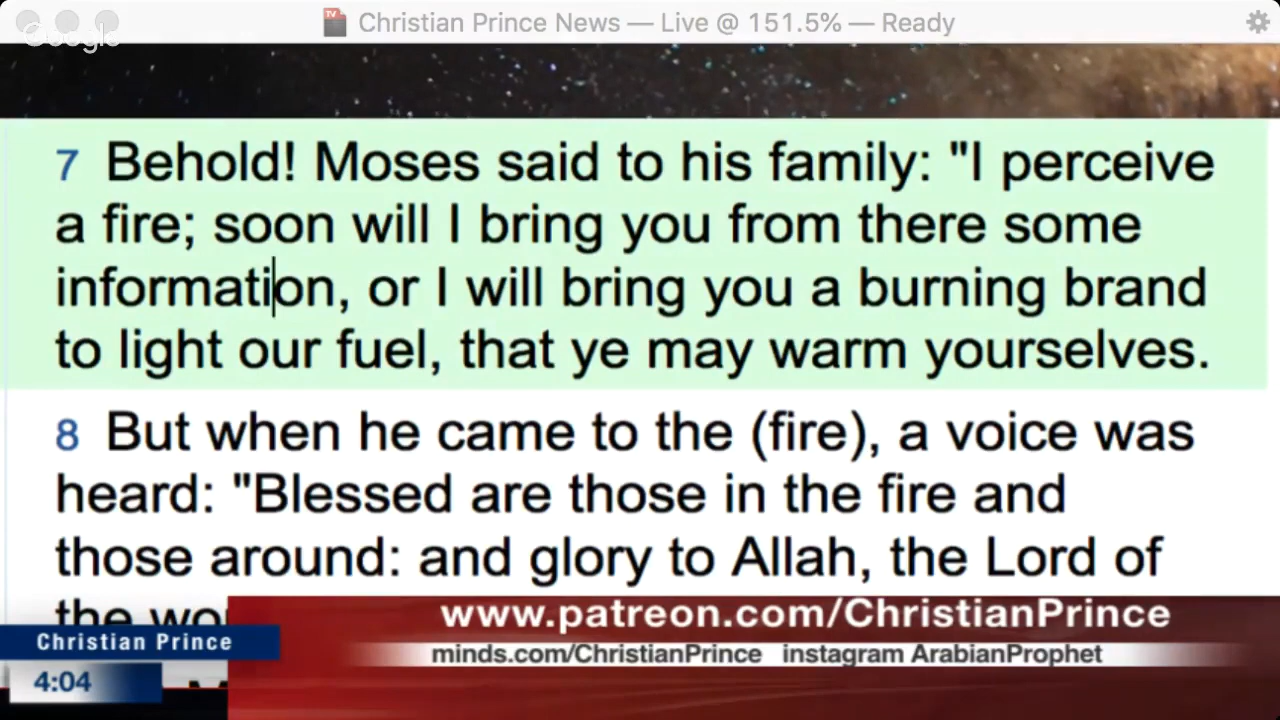 Christian Prince News — Live @ 151.5% — Ready
Google
7 Behold! Moses said to his family: "I perceive
a fire; soon will I bring you from there some
information, or I will bring you a burning brand
to light our fuel, that ye may warm yourselves.
8 But when he came to the (fire), a voice was
heard: "Blessed are those in the fire and
those around: and glory to Allah, the Lord of
the
www.patreon.com/ChristianPrince
Christian Prince
minds.com/ChristianPrince instagram ArabianProphet
4:04